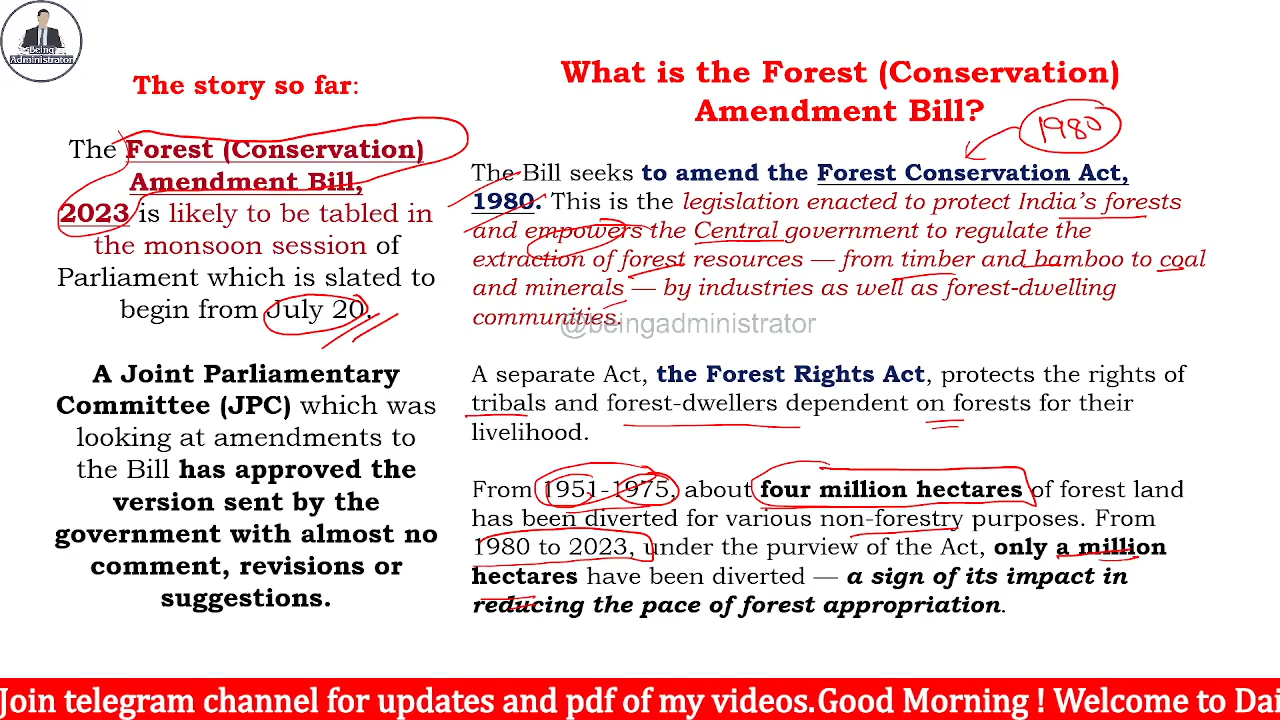 Being
Administrator
The story so far:
The Forest (Conservation)
Amendment Bill,
2023 is likely to be tabled in
the monsoon session of
Parliament which is slated to
begin from July 20.
A Joint Parliamentary
Committee (JPC) which was
looking at amendments to
the Bill has approved the
version sent by the
government with almost no
comment, revisions or
suggestions.
What is the Forest (Conservation)
Amendment Bill?
1980
The Bill seeks to amend the Forest Conservation Act,
1980. This is the legislation enacted to protect India's forests
and empowers the Central government to regulate the
extraction of forest resources — from timber and bamboo to coal
and minerals — by industries as well as forest-dwelling
communities.
@beingadministrator
A separate Act, the Forest Rights Act, protects the rights of
tribals and forest-dwellers dependent on forests for their
livelihood.
From 1951-1975, about four million hectares of forest land
has been diverted for various non-forestry purposes. From
1980 to 2023, under the purview of the Act, only a million
hectares have been diverted — a sign of its impact in
reducing the pace of forest appropriation.
Join telegram channel for updates and pdf of my videos.Good Morning ! Welcome to Dai